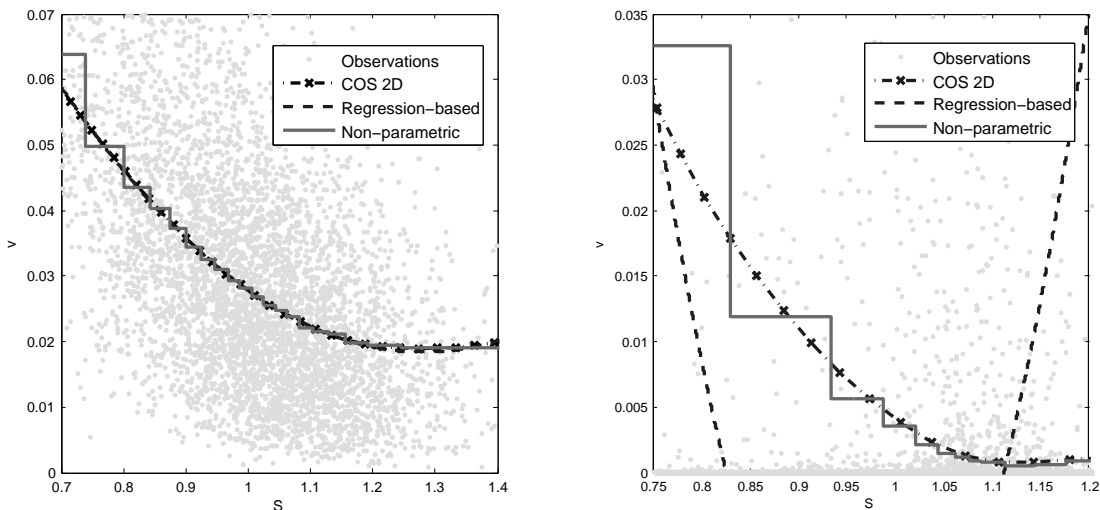 0.07
0.06
0.05
0.04
0.03
0.02
0.01
0
v
0.7
0.8
0.9
1
1.1
1.2
1.3
1.4
S
Observations
COS 2D
Regression−based
Non−parametric
0.035
0.03
0.025
0.02
0.015
0.01
0.005
0
v
0.75
0.8
0.85
0.9
0.95
1
1.05
1.1
1.15
1.2
S
Observations
COS 2D
Regression−based
Non−parametric